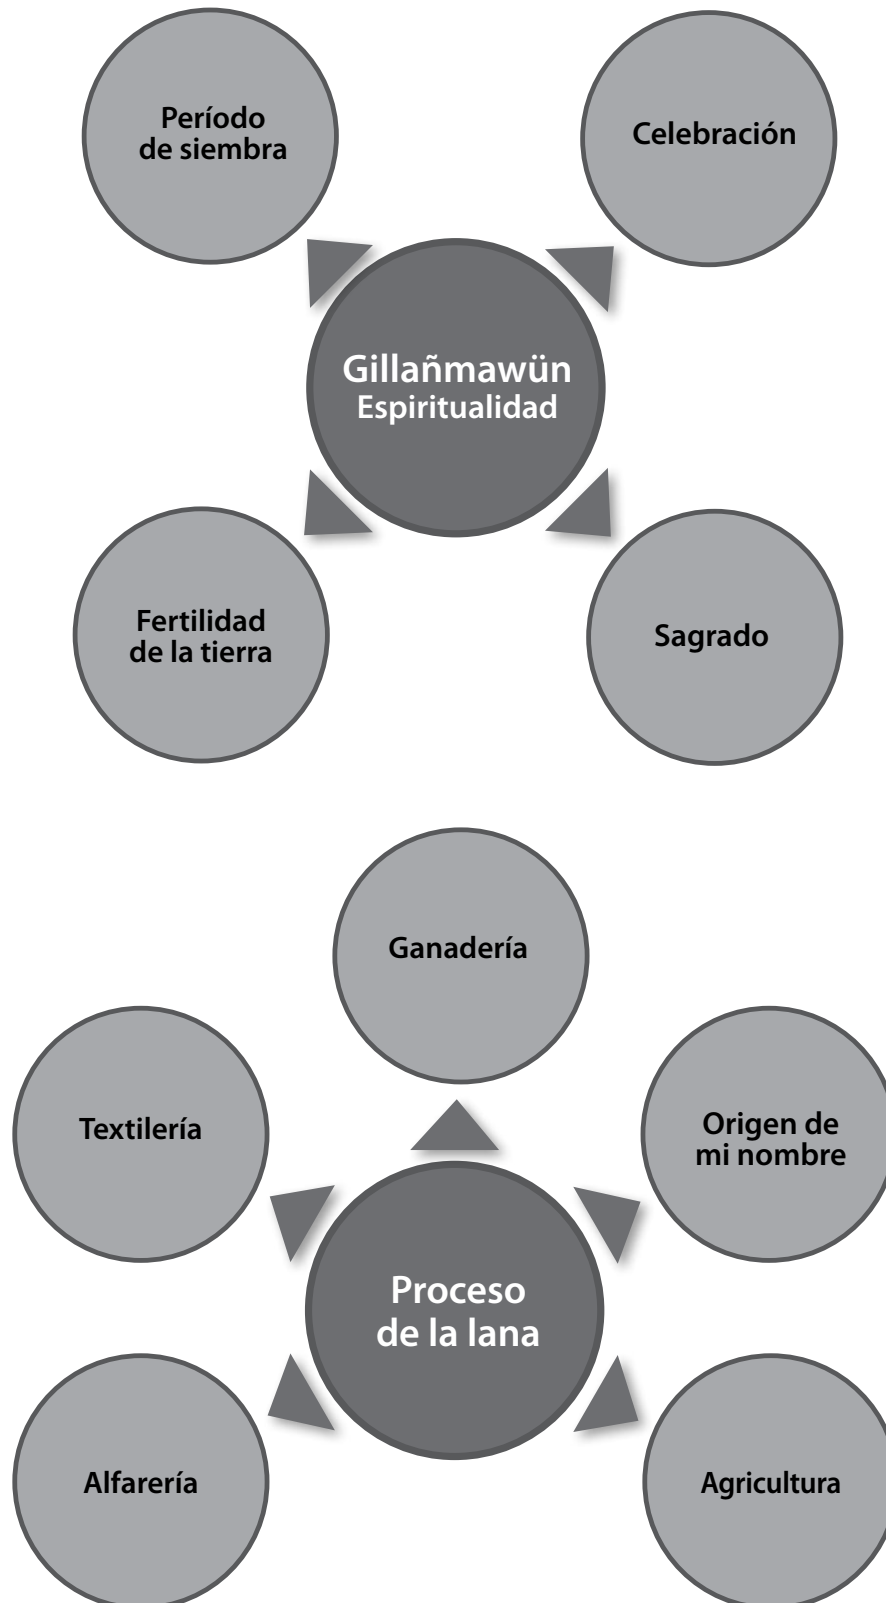 Período
de siembra
Celebración
Gillañmawün
Espiritualidad
Fertilidad
de la tierra
Sagrado
Ganadería
Textilería
Origen de
mi nombre
Proceso
de la lana
Alfarería
Agricultura